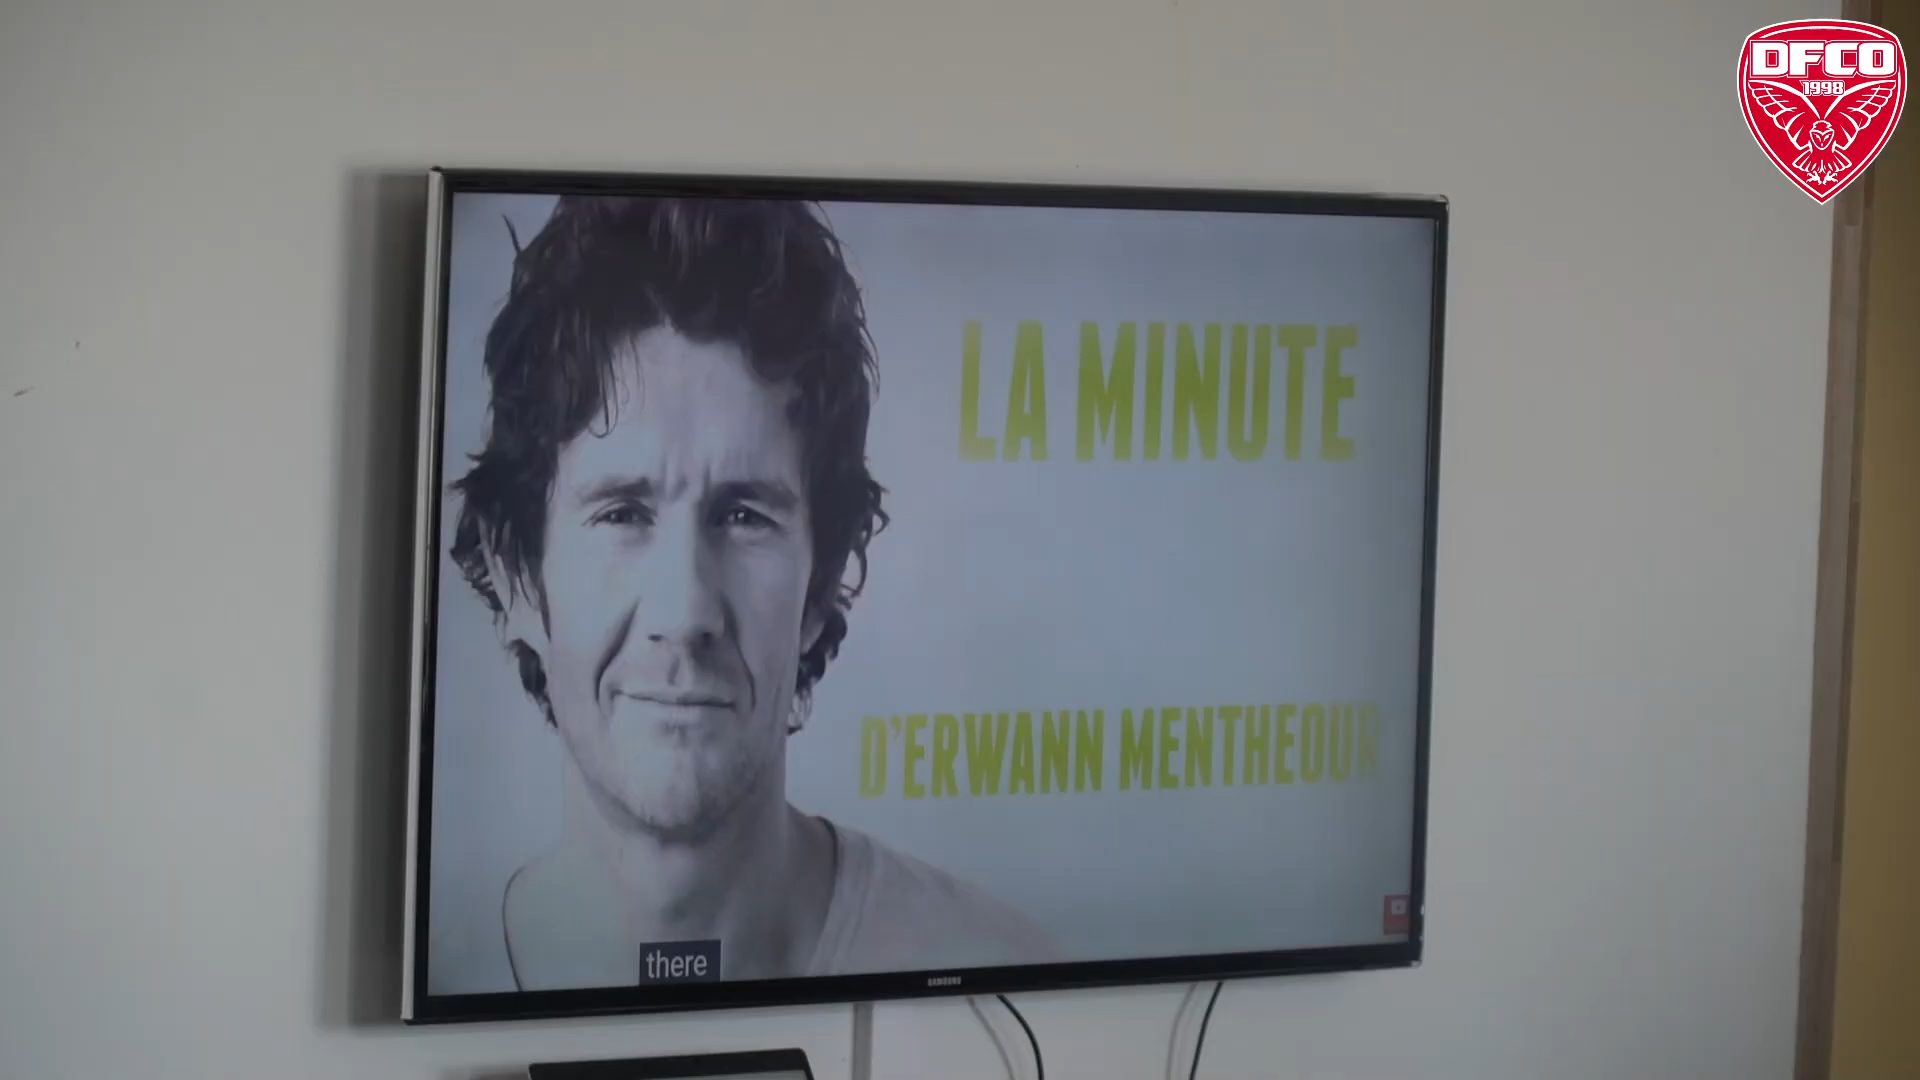 DFCO
1998
LA MINUTE
D'ERWANN MENTHEOUR
there
SAMSUNG